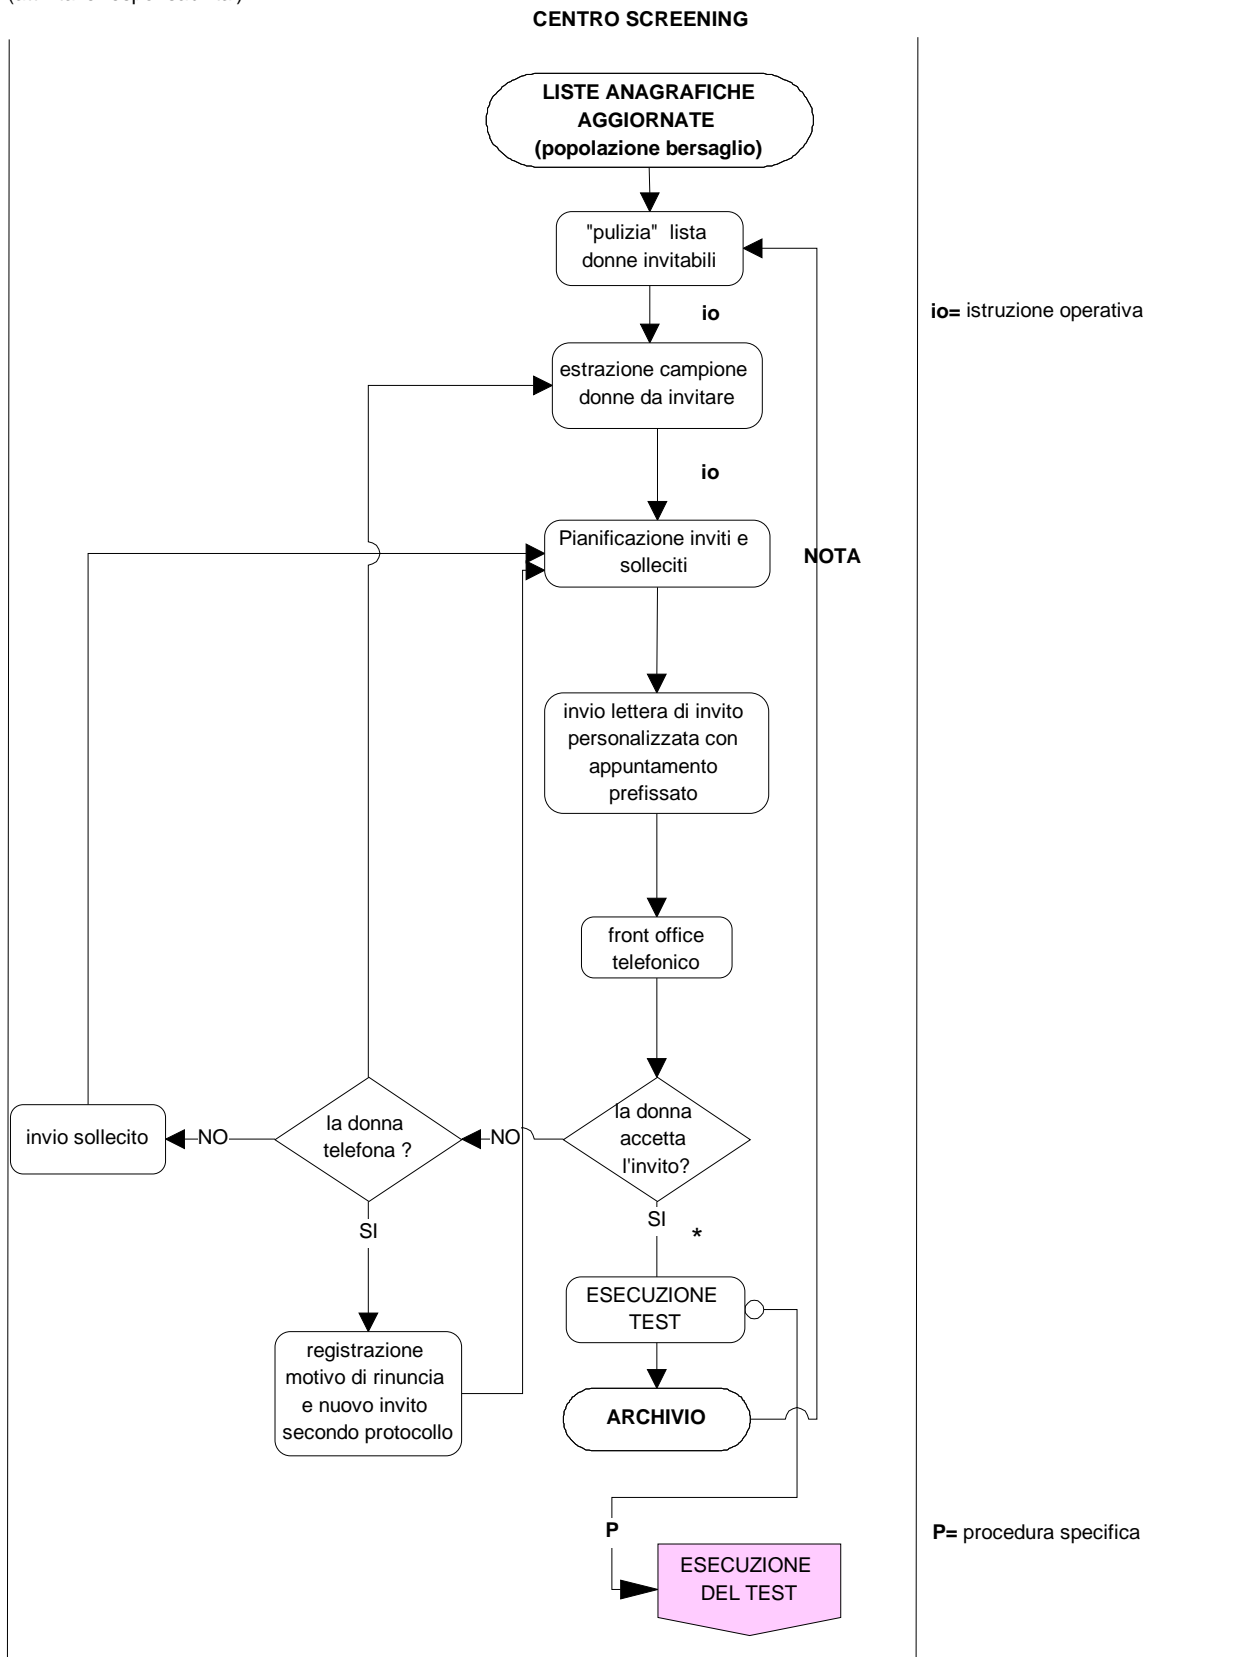 CENTRO SCREENING
LISTE ANAGRAFICHE
AGGIORNATE
(popolazione bersaglio)
"pulizia" lista
donne invitabili
io
io= istruzione operativa
estrazione campione
donne da invitare
io
Pianificazione inviti e
solleciti
NOTA
invio lettera di invito
personalizzata con
appuntamento
prefissato
front office
telefonico
la donna
accetta
l'invito?
NO
la donna
telefona ?
NO
invio sollecito
SI
SI
*
ESECUZIONE
TEST
registrazione
motivo di rinuncia
e nuovo invito
secondo protocollo
ARCHIVIO
P
P= procedura specifica
ESECUZIONE
DEL TEST